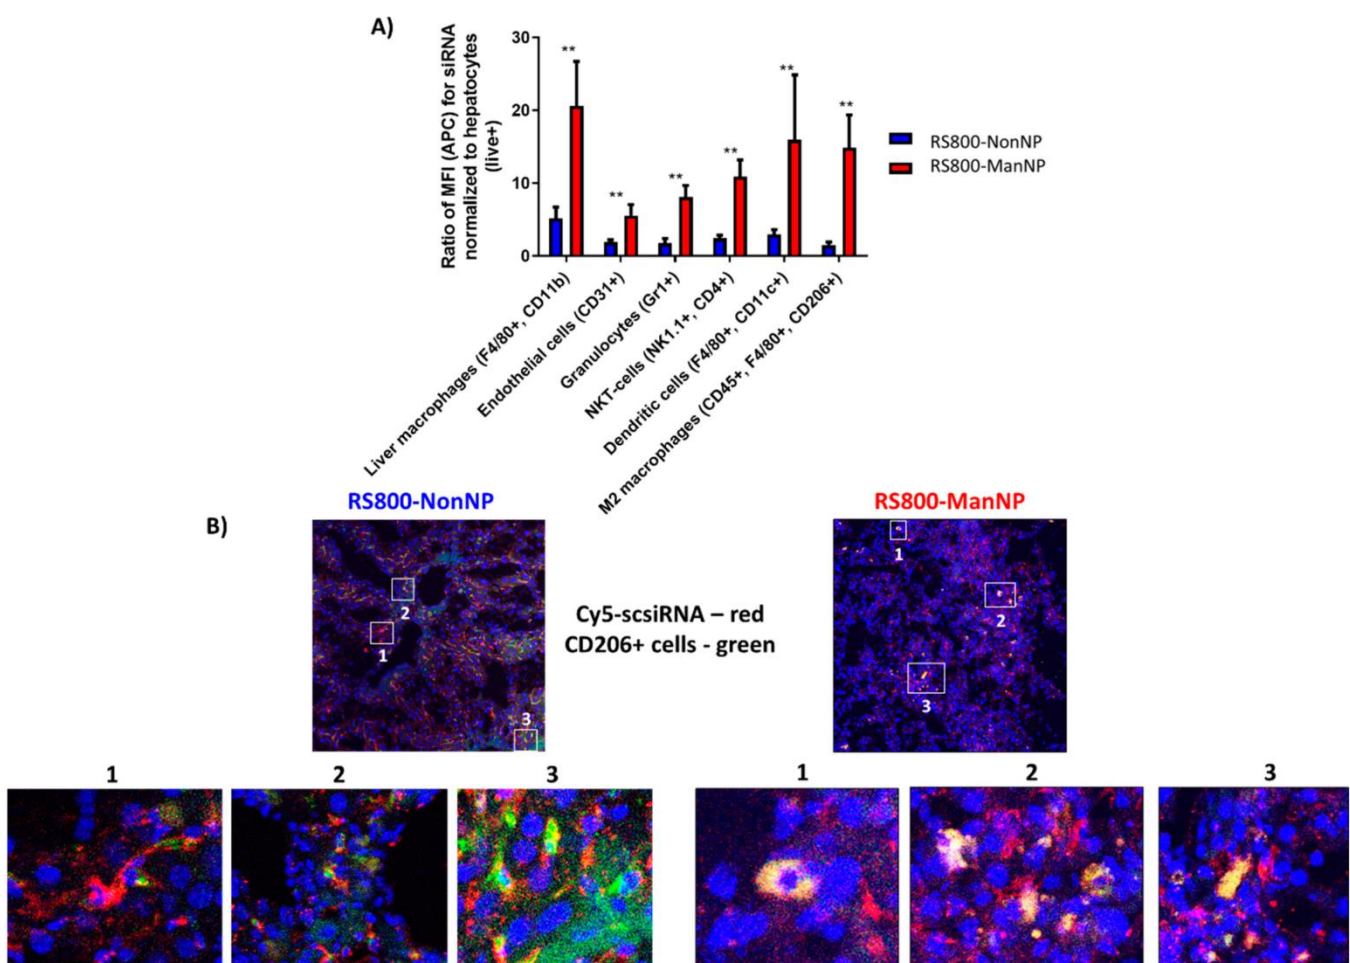 A)
Ratio of MFI (APC) for siRNA
normalized to hepatocytes
(live+)
30
20
10
0
**
**
**
**
**
**
RS800-NonNP
RS800-ManNP
Liver macrophages (F4/80+, CD11b)
Endothelial cells (CD31+)
Granulocytes (Gr1+)
NKT-cells (NK1.1+, CD4+)
Dendritic cells (F4/80+, CD11c+)
M2 macrophages (CD45+, F4/80+, CD206+)
B)
RS800-NonNP
RS800-ManNP
1
2
3
Cy5-scsiRNA – red
CD206+ cells - green
1
2
3
1
2
3
1
2
3